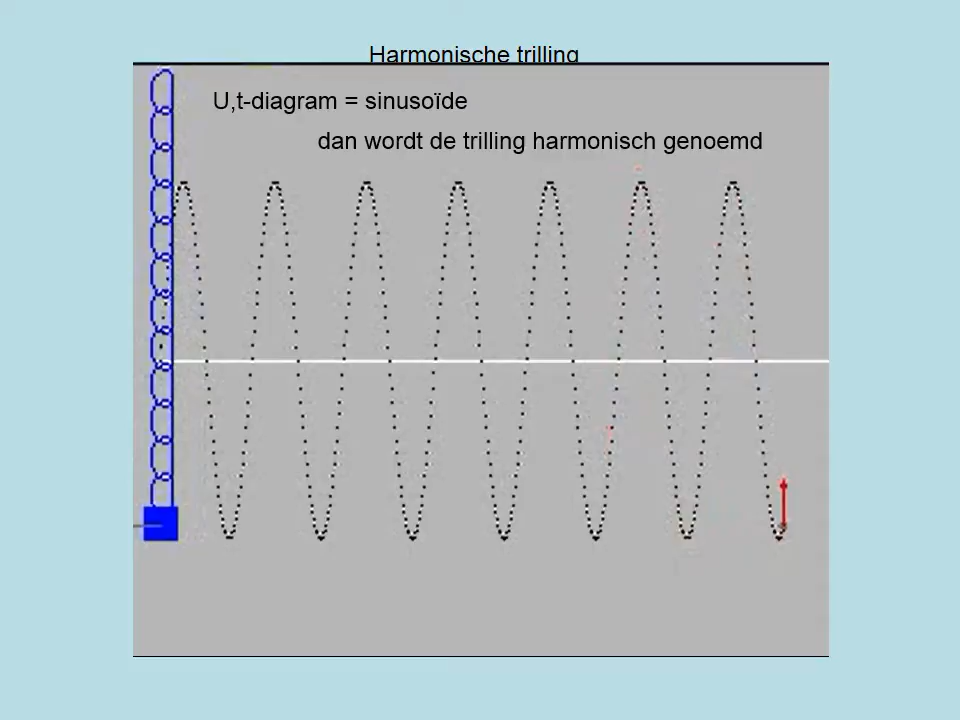 Harmonische trilling
U,t-diagram = sinusoïde
dan wordt de trilling harmonisch genoemd